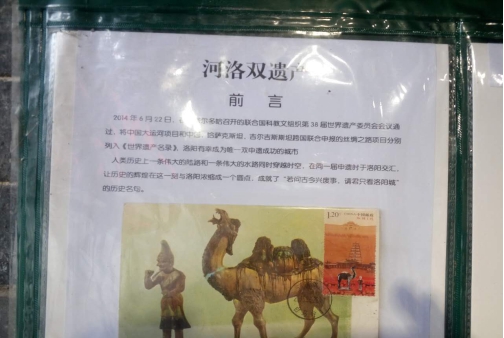 河洛双遗产
前 言
2014年6月22日，多哈召开的联合国科教文组织第38届世界遗产委员会会议通
过，将中国大运河项目和中国、哈萨克斯坦、吉尔吉斯斯坦跨国联合申报的丝绸之路项目分别
列入《世界遗产名录》，洛阳有幸成为唯一双申遗成功的城市
人类历史上一条伟大的陆路和一条伟大的水路同时穿越时空，在同一届申遗时于洛阳交汇，
让历史的辉煌在这一刻与洛阳浓缩成一个圆点，成就了“若问古今兴废事，请君只看洛阳城”
的历史名句。
1.20
中国邮政